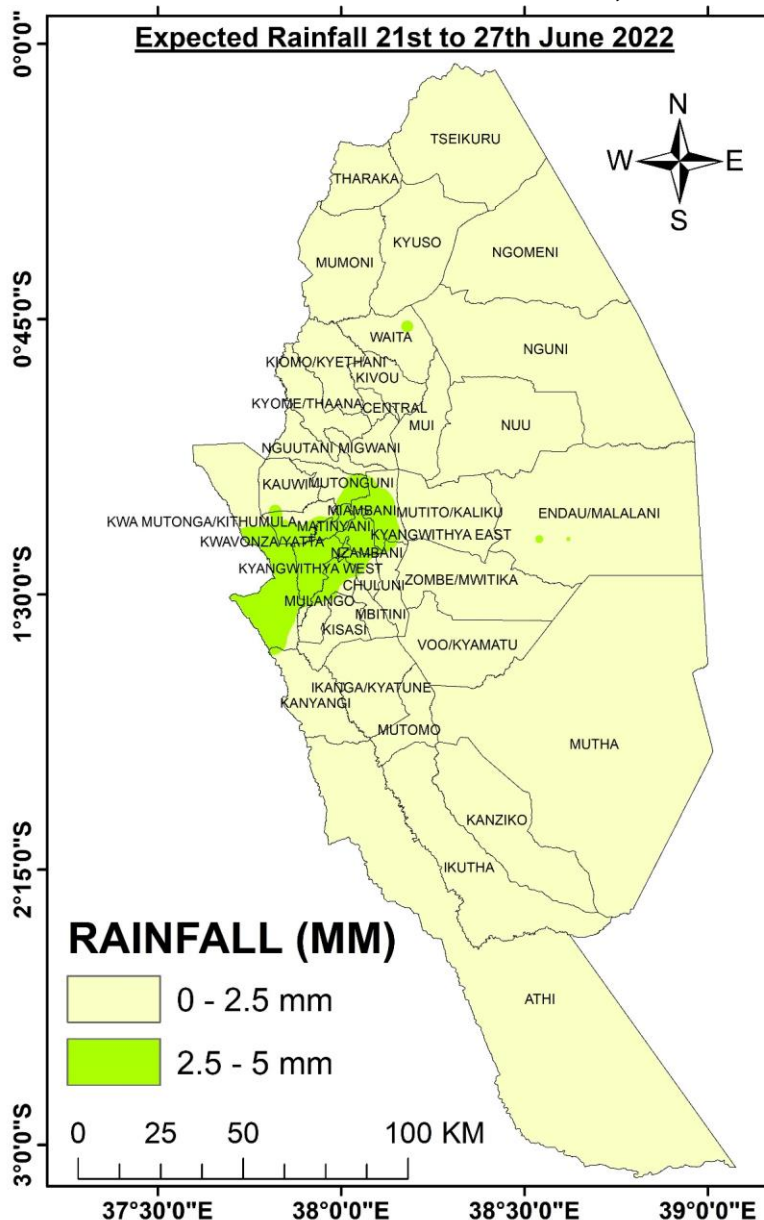 Expected Rainfall 21st to 27th June 2022
N
W E
S
TSEIKURU
THARAKA
KYUSO
MUMONI
NGOMENI
WAITA
NGUNI
KIOMO/KYETHANI
KIVOU
KYOME/THAANA
CENTRAL
MUI
NUU
NGUUTANI MIGWANI
KAUWI
MUTONGUNI
MIAMBANI
MUTITO/KALIKU
ENDAU/MALALANI
KWA MUTONGA/KITHUMULA
MATINYANI
KYANGWITHYA EAST
KWAVONZA/YATTA
NZAMBANI
KYANGWITHYA WEST
CHULUNI
ZOMBE/MWITIKA
MULANGO
MBITINI
KISASI
VOO/KYAMATU
IKANGA/KYATUNE
KANYANGI
MUTOMO
MUTHA
KANZIKO
IKUTHA
ATHI
RAINFALL (MM)
0 - 2.5 mm
2.5 - 5 mm
0 25 50 100 KM
0°0'0"
0°45'0"S
1°30'0"S
2°15'0"S
3°0'0"S
37°30'0"E 38°0'0"E 38°30'0"E 39°0'0"E